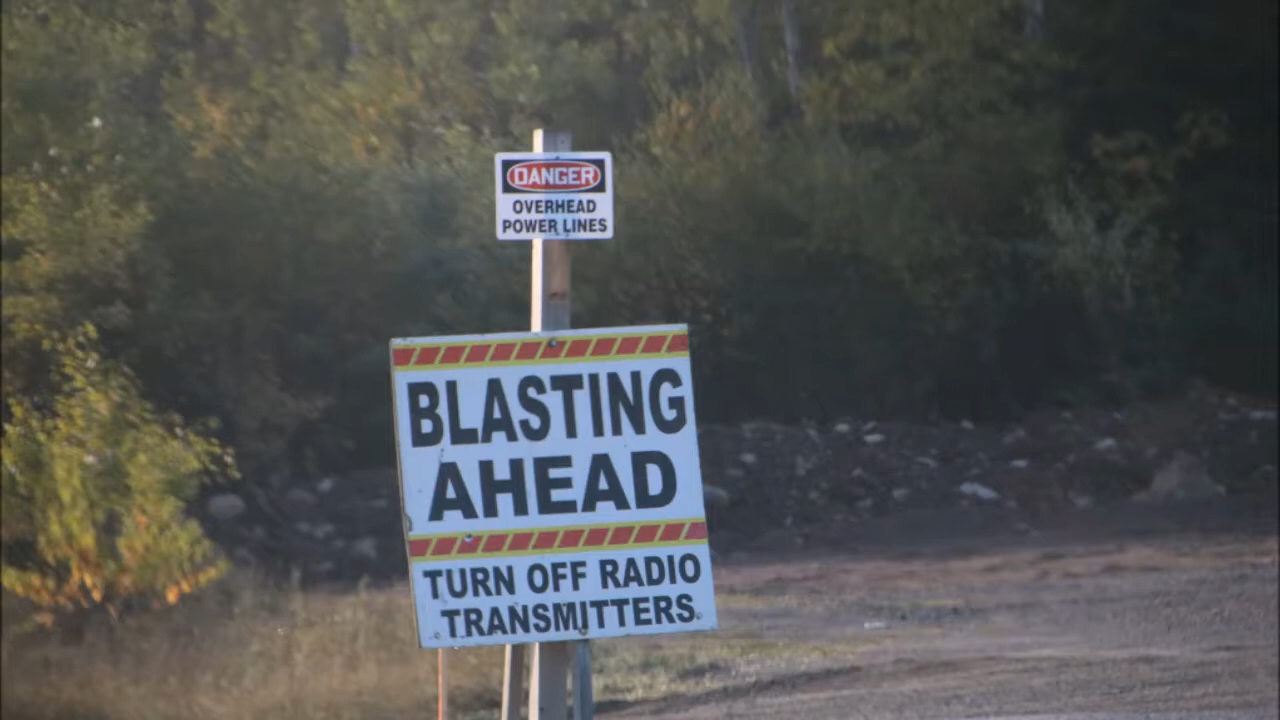 DANGER
OVERHEAD
POWER LINES
BLASTING
AHEAD
TURN OFF RADIO
TRANSMITTERS